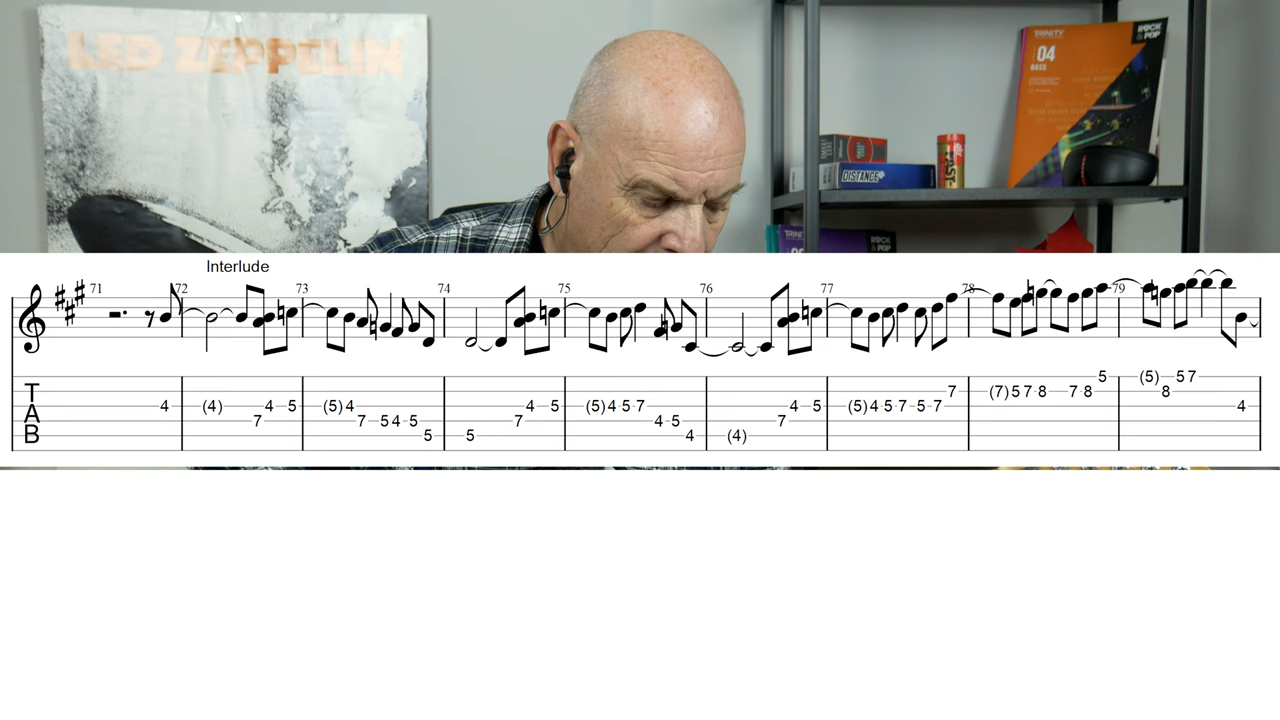 LED ZEPPELIN
TRINITY
ROCK
& POP
04
BASS
DISTANCE
FAST-
TRINITY
ROCK
Interlude
71 72 73 74 75 76 77 78 79
5 (5) 5 7
7 (7) 5 7 8 7 8 8
T
4 (4) 4 5 (5) 4 4 5 (5) 4 5 7 4 5 (5) 4 5 7 5 7 4
A
7 7 5 4 5 7 4 5 7
B
5 5 4 (4)